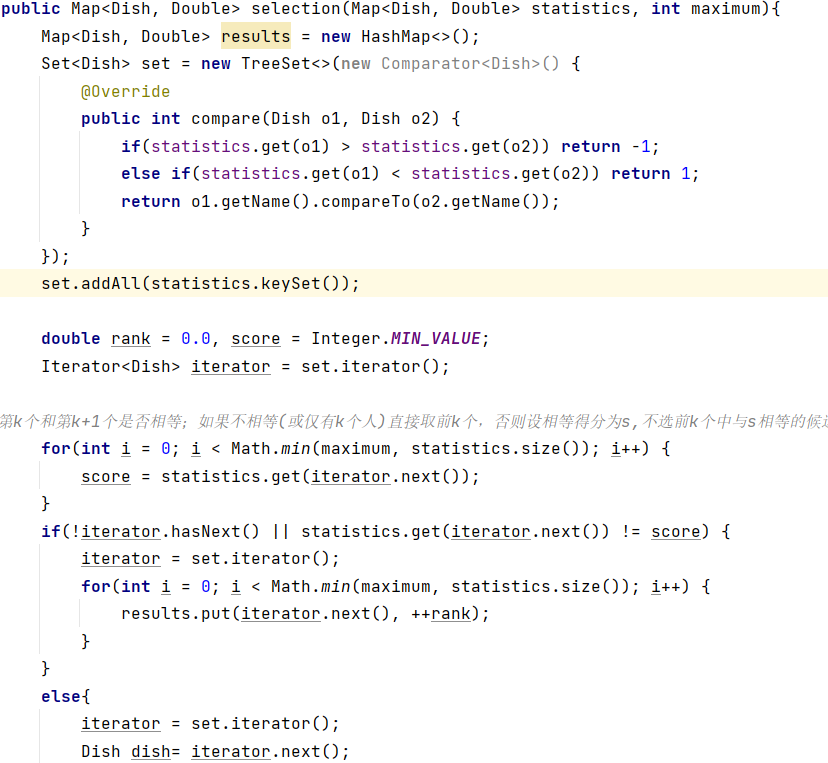 public Map<Dish, Double> selection(Map<Dish, Double> statistics, int maximum){
Map<Dish, Double> results = new HashMap<>();
Set<Dish> set = new TreeSet<>(new Comparator<Dish>() {
@Override
public int compare(Dish o1, Dish o2) {
if(statistics.get(o1) > statistics.get(o2)) return -1;
else if(statistics.get(o1) < statistics.get(o2)) return 1;
return o1.getName().compareTo(o2.getName());
}
});
set.addAll(statistics.keySet());
double rank = 0.0, score = Integer.MIN_VALUE;
Iterator<Dish> iterator = set.iterator();
第k个和第k+1个是否相等；如果不相等(或仅有k个人)直接取前k个，否则设相等得分为s,不选前k个中与s相等的候
for(int i = 0; i < Math.min(maximum, statistics.size()); i++) {
score = statistics.get(iterator.next());
}
if(!iterator.hasNext() || statistics.get(iterator.next()) != score) {
iterator = set.iterator();
for(int i = 0; i < Math.min(maximum, statistics.size()); i++) {
results.put(iterator.next(), ++rank);
}
}
else{
iterator = set.iterator();
Dish dish= iterator.next();